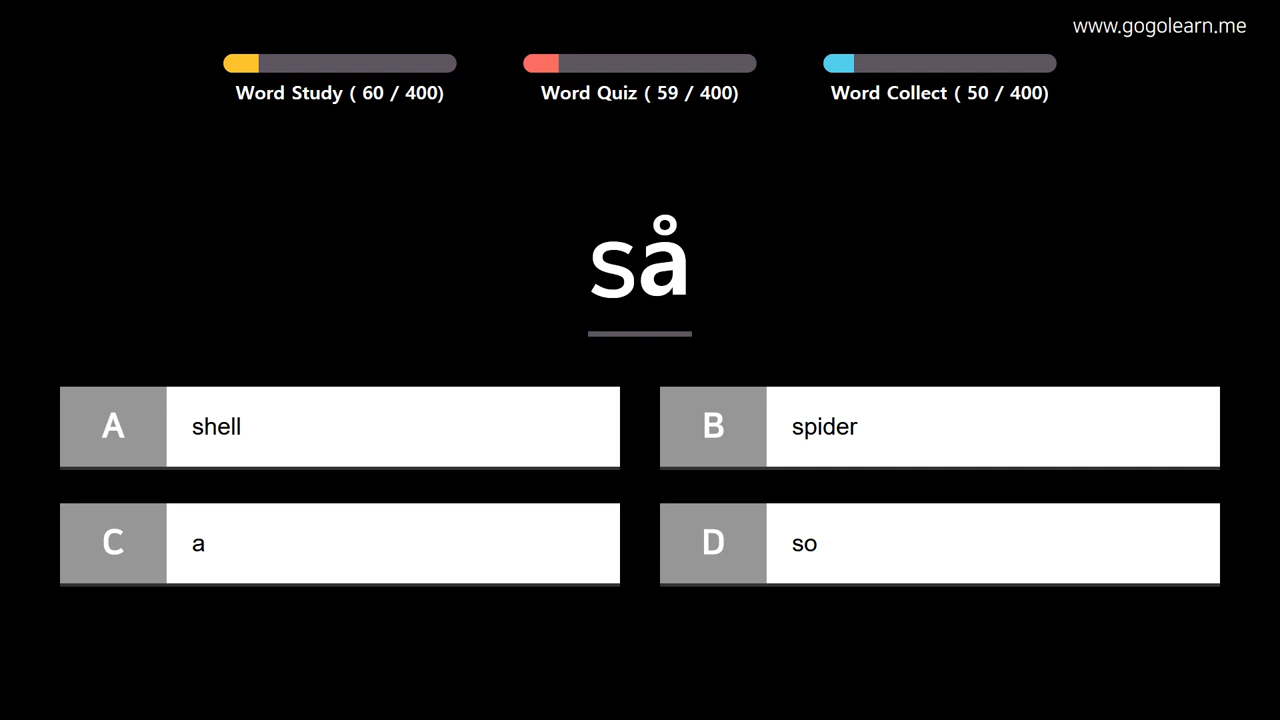 www.gogolearn.me
Word Study ( 60 / 400)
Word Quiz ( 59 / 400)
Word Collect ( 50 / 400)
så
A shell
B spider
C a
D so